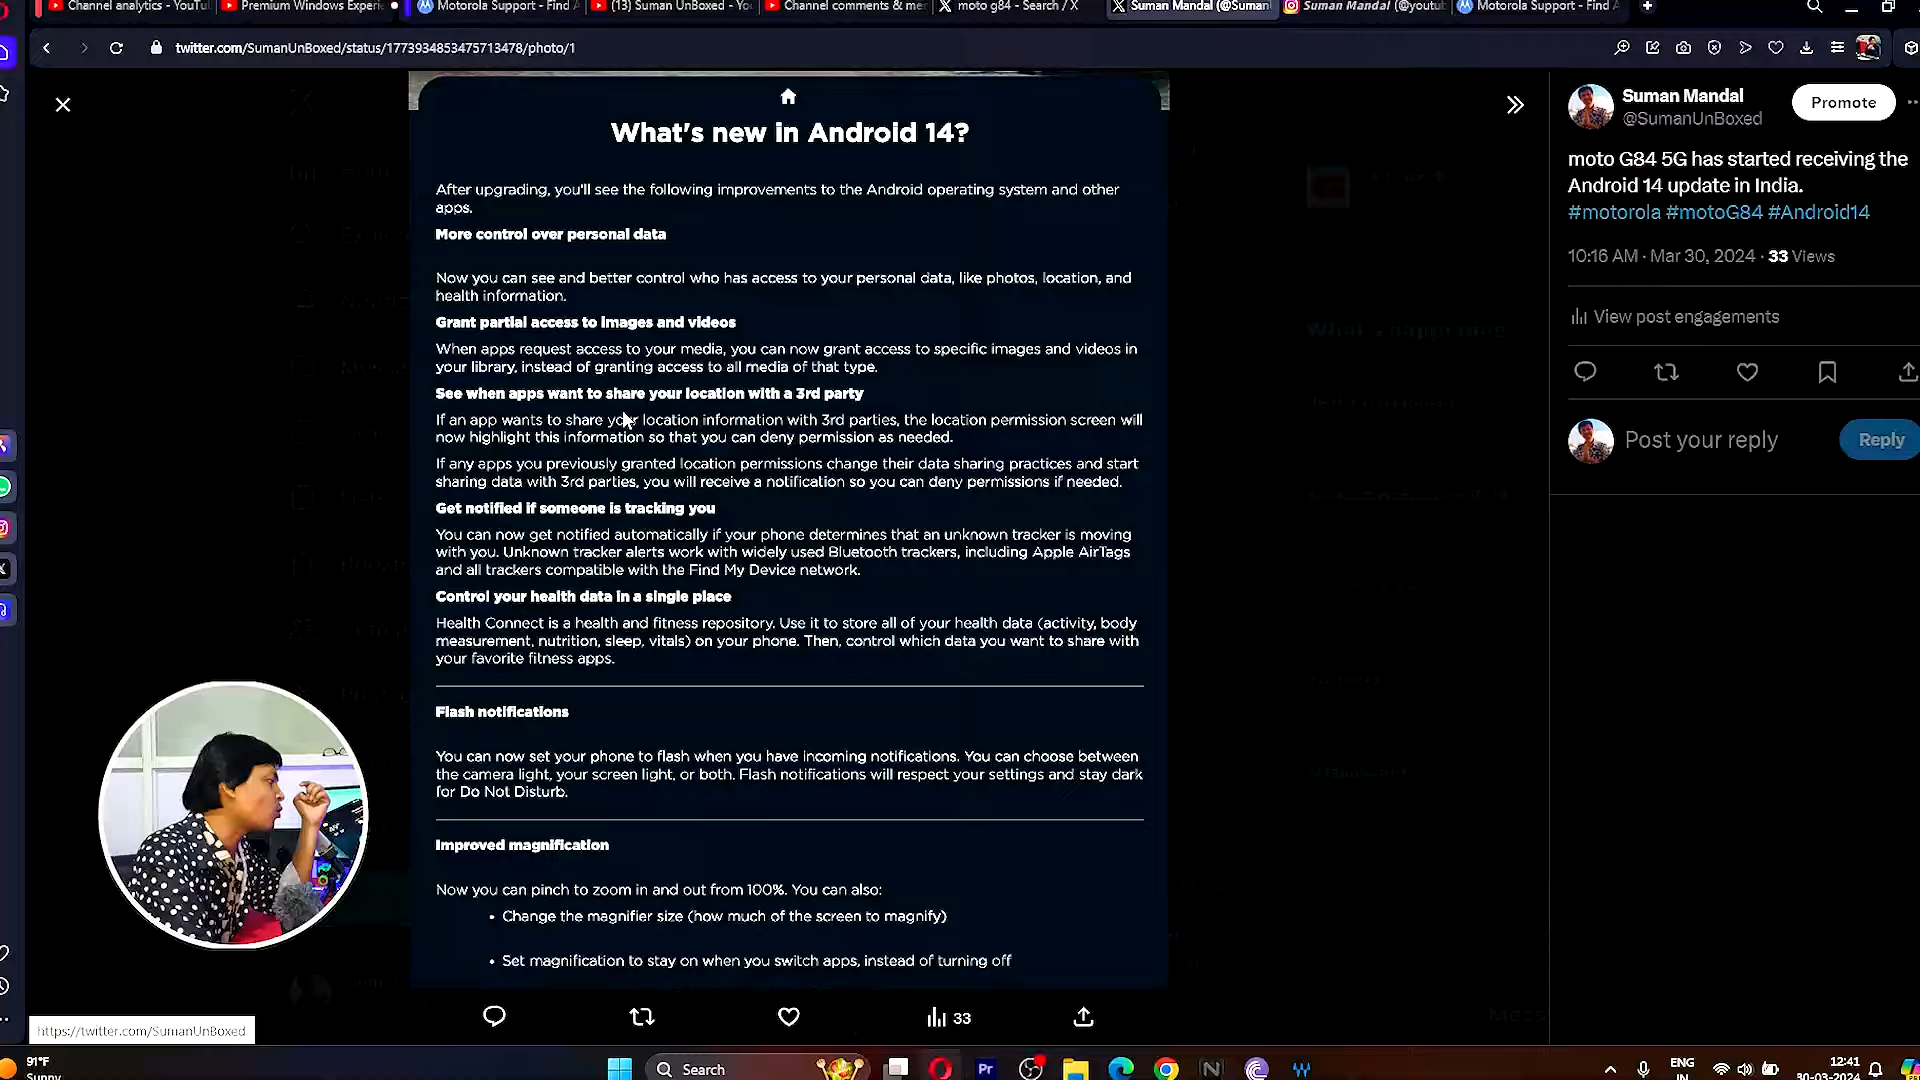 Channel analytics - YouTu
Premium Windows Experi
Motorola Support - Find A
(13) Suman UnBoxed - Yo
Channel comments & me
moto g84 - Search / X
Suman Mandal (@Suman
Suman Mandal (@youtub
Motorola Support - Find A
twitter.com/SumanUnBoxed/status/1773934853475713478/photo/1
What's new in Android 14?
After upgrading, you'll see the following improvements to the Android operating system and other
apps.
More control over personal data
Now you can see and better control who has access to your personal data, like photos, location, and
health information.
Grant partial access to images and videos
When apps request access to your media, you can now grant access to specific images and videos in
your library, instead of granting access to all media of that type.
See when apps want to share your location with a 3rd party
If an app wants to share your location information with 3rd parties, the location permission screen will
now highlight this information so that you can deny permission as needed.
If any apps you previously granted location permissions change their data sharing practices and start
sharing data with 3rd parties, you will receive a notification so you can deny permissions if needed.
Get notified if someone is tracking you
You can now get notified automatically if your phone determines that an unknown tracker is moving
with you. Unknown tracker alerts work with widely used Bluetooth trackers, including Apple AirTags
and all trackers compatible with the Find My Device network.
Control your health data in a single place
Health Connect is a health and fitness repository. Use it to store all of your health data (activity, body
measurement, nutrition, sleep, vitals) on your phone. Then, control which data you want to share with
your favorite fitness apps.
Flash notifications
You can now set your phone to flash when you have incoming notifications. You can choose between
the camera light, your screen light, or both. Flash notifications will respect your settings and stay dark
for Do Not Disturb.
Improved magnification
Now you can pinch to zoom in and out from 100%. You can also:
• Change the magnifier size (how much of the screen to magnify)
• Set magnification to stay on when you switch apps, instead of turning off
33
Suman Mandal
@SumanUnBoxed
Promote
moto G84 5G has started receiving the
Android 14 update in India.
#motorola #motoG84 #Android14
10:16 AM · Mar 30, 2024 · 33 Views
View post engagements
Post your reply
Reply
https://twitter.com/SumanUnBoxed
91°F
Sunny
Search
Pr
ENG
IN
12:41
30-03-2024